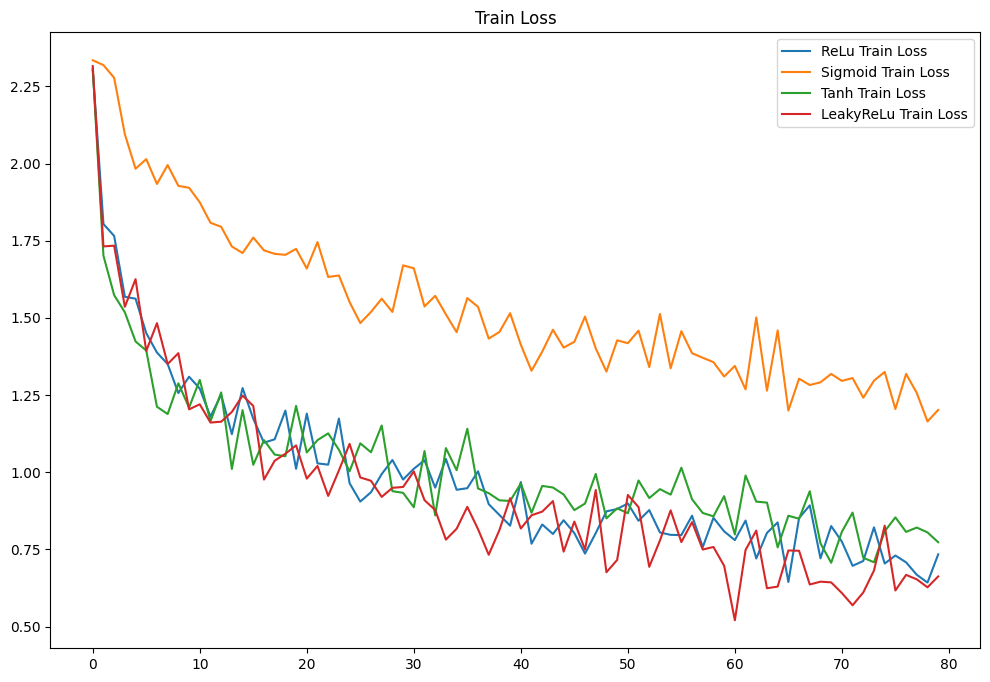 Train Loss
ReLu Train Loss
Sigmoid Train Loss
Tanh Train Loss
LeakyReLu Train Loss
2.25
2.00
1.75
1.50
1.25
1.00
0.75
0.50
0 10 20 30 40 50 60 70 80